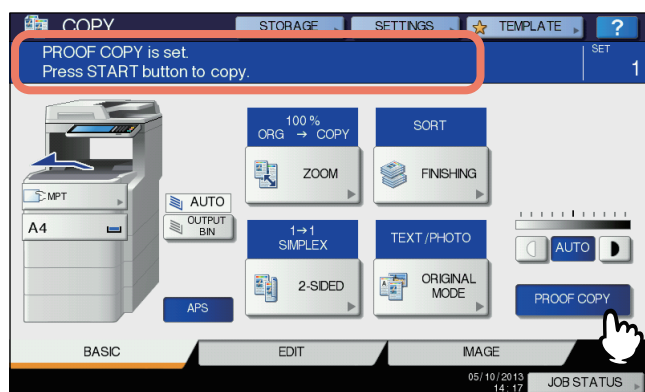 COPY
STORAGE
SETTINGS
TEMPLATE
?
PROOF COPY is set.
Press START button to copy.
SET
1
100 %
ORG → COPY
SORT
ZOOM
FINISHING
MPT
AUTO
A4
OUTPUT
BIN
1→1
SIMPLEX
TEXT/PHOTO
AUTO
2-SIDED
ORIGINAL
MODE
APS
PROOF COPY
BASIC
EDIT
IMAGE
05/10/2013
14:17
JOB STATUS